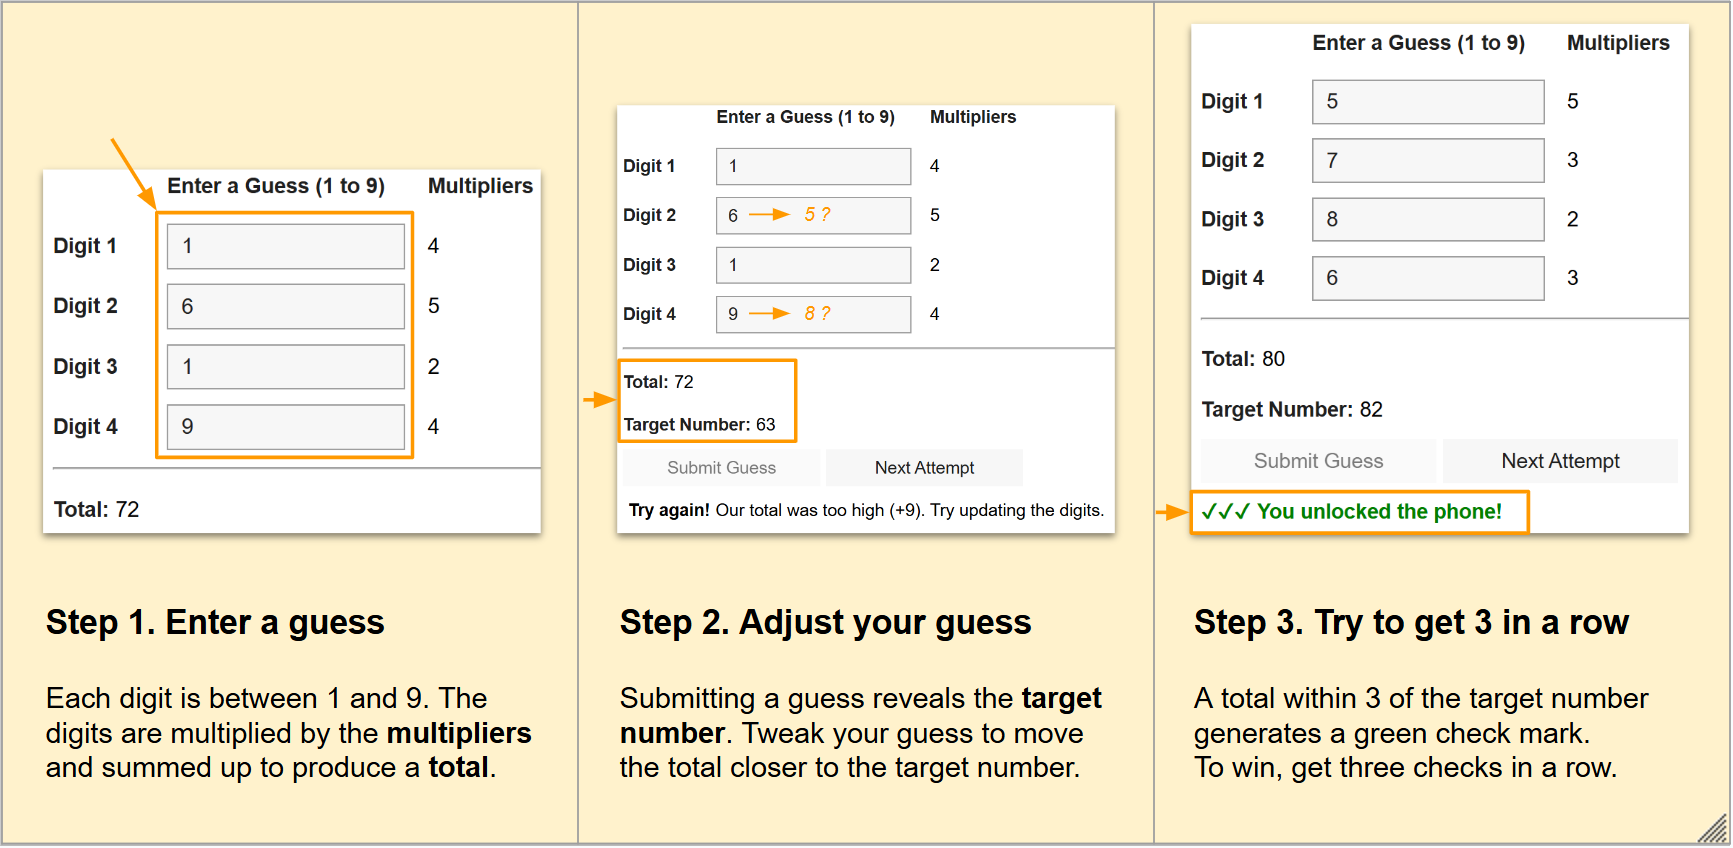 Enter a Guess (1 to 9) Multipliers
Digit 1 1 4
Digit 2 6 5
Digit 3 1 2
Digit 4 9 4
Total: 72
Step 1. Enter a guess
Each digit is between 1 and 9. The
digits are multiplied by the multipliers
and summed up to produce a total.
Enter a Guess (1 to 9) Multipliers
Digit 1 1 4
Digit 2 6 5 ? 5
Digit 3 1 2
Digit 4 9 8 ? 4
Total: 72
Target Number: 63
Submit Guess Next Attempt
Try again! Our total was too high (+9). Try updating the digits.
Step 2. Adjust your guess
Submitting a guess reveals the target
number. Tweak your guess to move
the total closer to the target number.
Enter a Guess (1 to 9) Multipliers
Digit 1 5 5
Digit 2 7 3
Digit 3 8 2
Digit 4 6 3
Total: 80
Target Number: 82
Submit Guess Next Attempt
✓✓✓ You unlocked the phone!
Step 3. Try to get 3 in a row
A total within 3 of the target number
generates a green check mark.
To win, get three checks in a row.